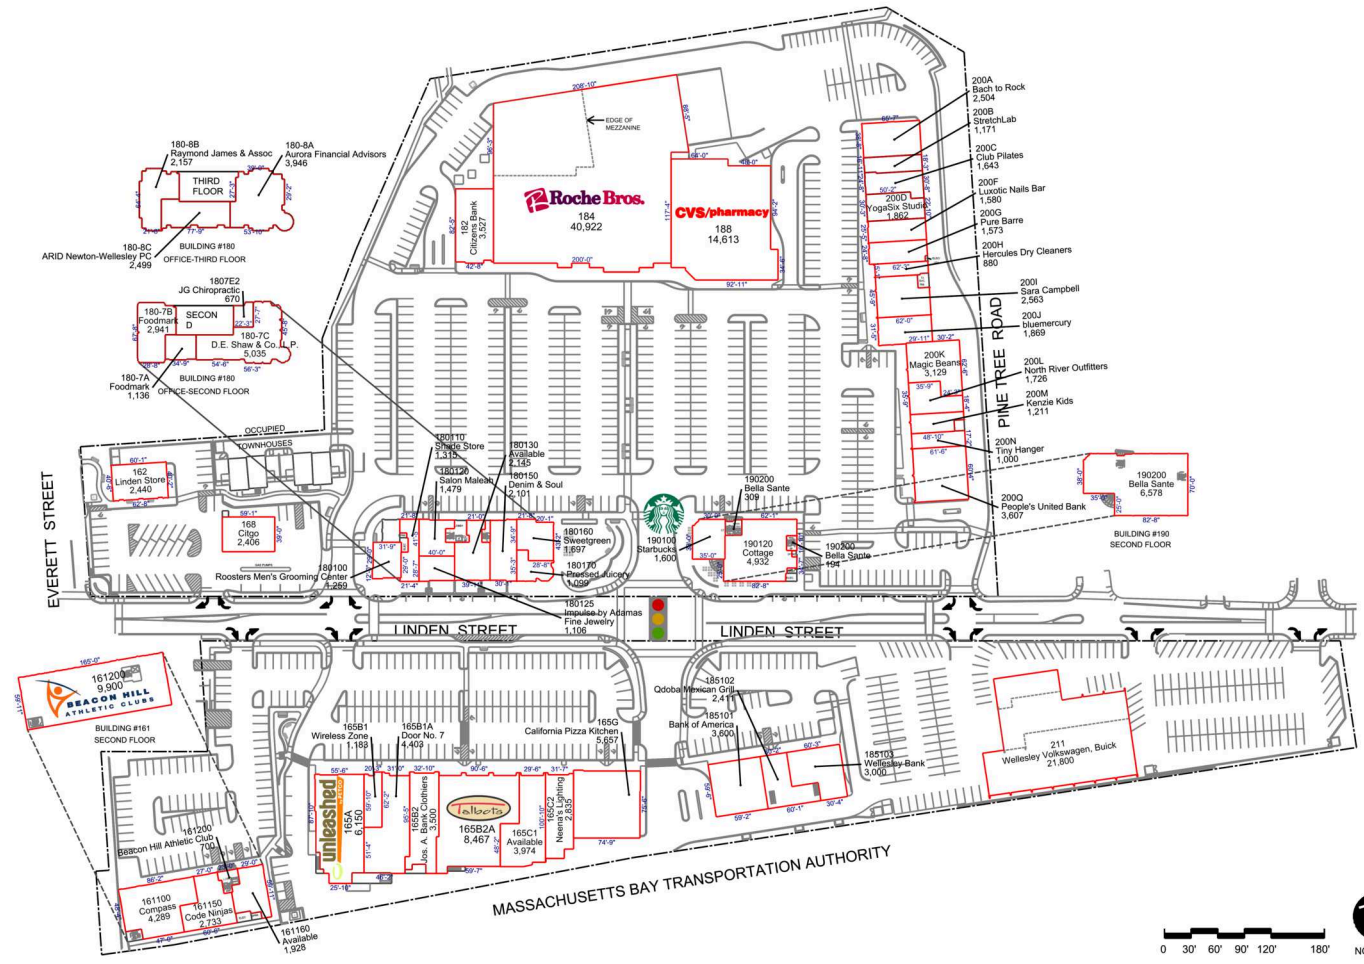 180-8B
Raymond James & Assoc
2,157
180-8A
Aurora Financial Advisors
3,946
THIRD
FLOOR
180-8C
ARID Newton-Wellesley PC
2,499
BUILDING #180
OFFICE-THIRD FLOOR
1807E2
JG Chiropractic
670
180-7B
Foodmark
2,941
SECON
D
180-7C
D.E. Shaw & Co., L.P.
5,035
180-7A
Foodmark
1,136
BUILDING #180
OFFICE-SECOND FLOOR
EDGE OF
MEZZANINE
182
Citizens Bank
3,527
Roche Bros.
184
40,922
CVS/pharmacy
188
14,613
200A
Bach to Rock
2,504
200B
StretchLab
1,171
200C
Club Pilates
1,643
200D
YogaSix Studio
1,862
200F
Luxotic Nails Bar
1,580
200G
Pure Barre
1,573
200H
Hercules Dry Cleaners
880
200I
Sara Campbell
2,563
200J
bluemercury
1,869
200K
Magic Beans
3,129
200L
North River Outfitters
1,726
200M
Kenzie Kids
1,211
200N
Tiny Hanger
1,000
200Q
People's United Bank
3,607
PINE TREE ROAD
190200
Bella Sante
6,578
BUILDING #190
SECOND FLOOR
OCCUPIED
TOWNHOUSES
162
Linden Store
2,440
168
Citgo
2,406
EVERETT STREET
180110
Shade Store
1,315
180120
Salon Maleah
1,479
180130
Available
2,145
180150
Denim & Soul
2,101
180160
Sweetgreen
1,697
180170
Pressed Juicery
1,099
180100
Roosters Men's Grooming Center
1,259
180125
Impulse by Adamas
Fine Jewelry
1,106
190200
Bella Sante
309
190100
Starbucks
1,600
190120
Cottage
4,932
190200
Bella Sante
194
LINDEN STREET
LINDEN STREET
161200
9,900
BEACON HILL
ATHLETIC CLUBS
BUILDING #161
SECOND FLOOR
161200
Beacon Hill Athletic Club
700
161100
Compass
4,289
161150
Code Ninjas
2,733
161160
Available
1,928
unleashed
165A
6,150
165B1
Wireless Zone
1,183
165B1A
Door No. 7
4,403
165B2
Jos. A. Bank Clothiers
3,500
Talbots
165B2A
8,467
165C1
Available
3,974
165C2
Neena's Lighting
2,835
165G
California Pizza Kitchen
5,657
185102
Qdoba Mexican Grill
2,411
185101
Bank of America
3,600
185103
Wellesley Bank
3,000
211
Wellesley Volkswagen, Buick
21,800
MASSACHUSETTS BAY TRANSPORTATION AUTHORITY
0 30' 60' 90' 120' 180'